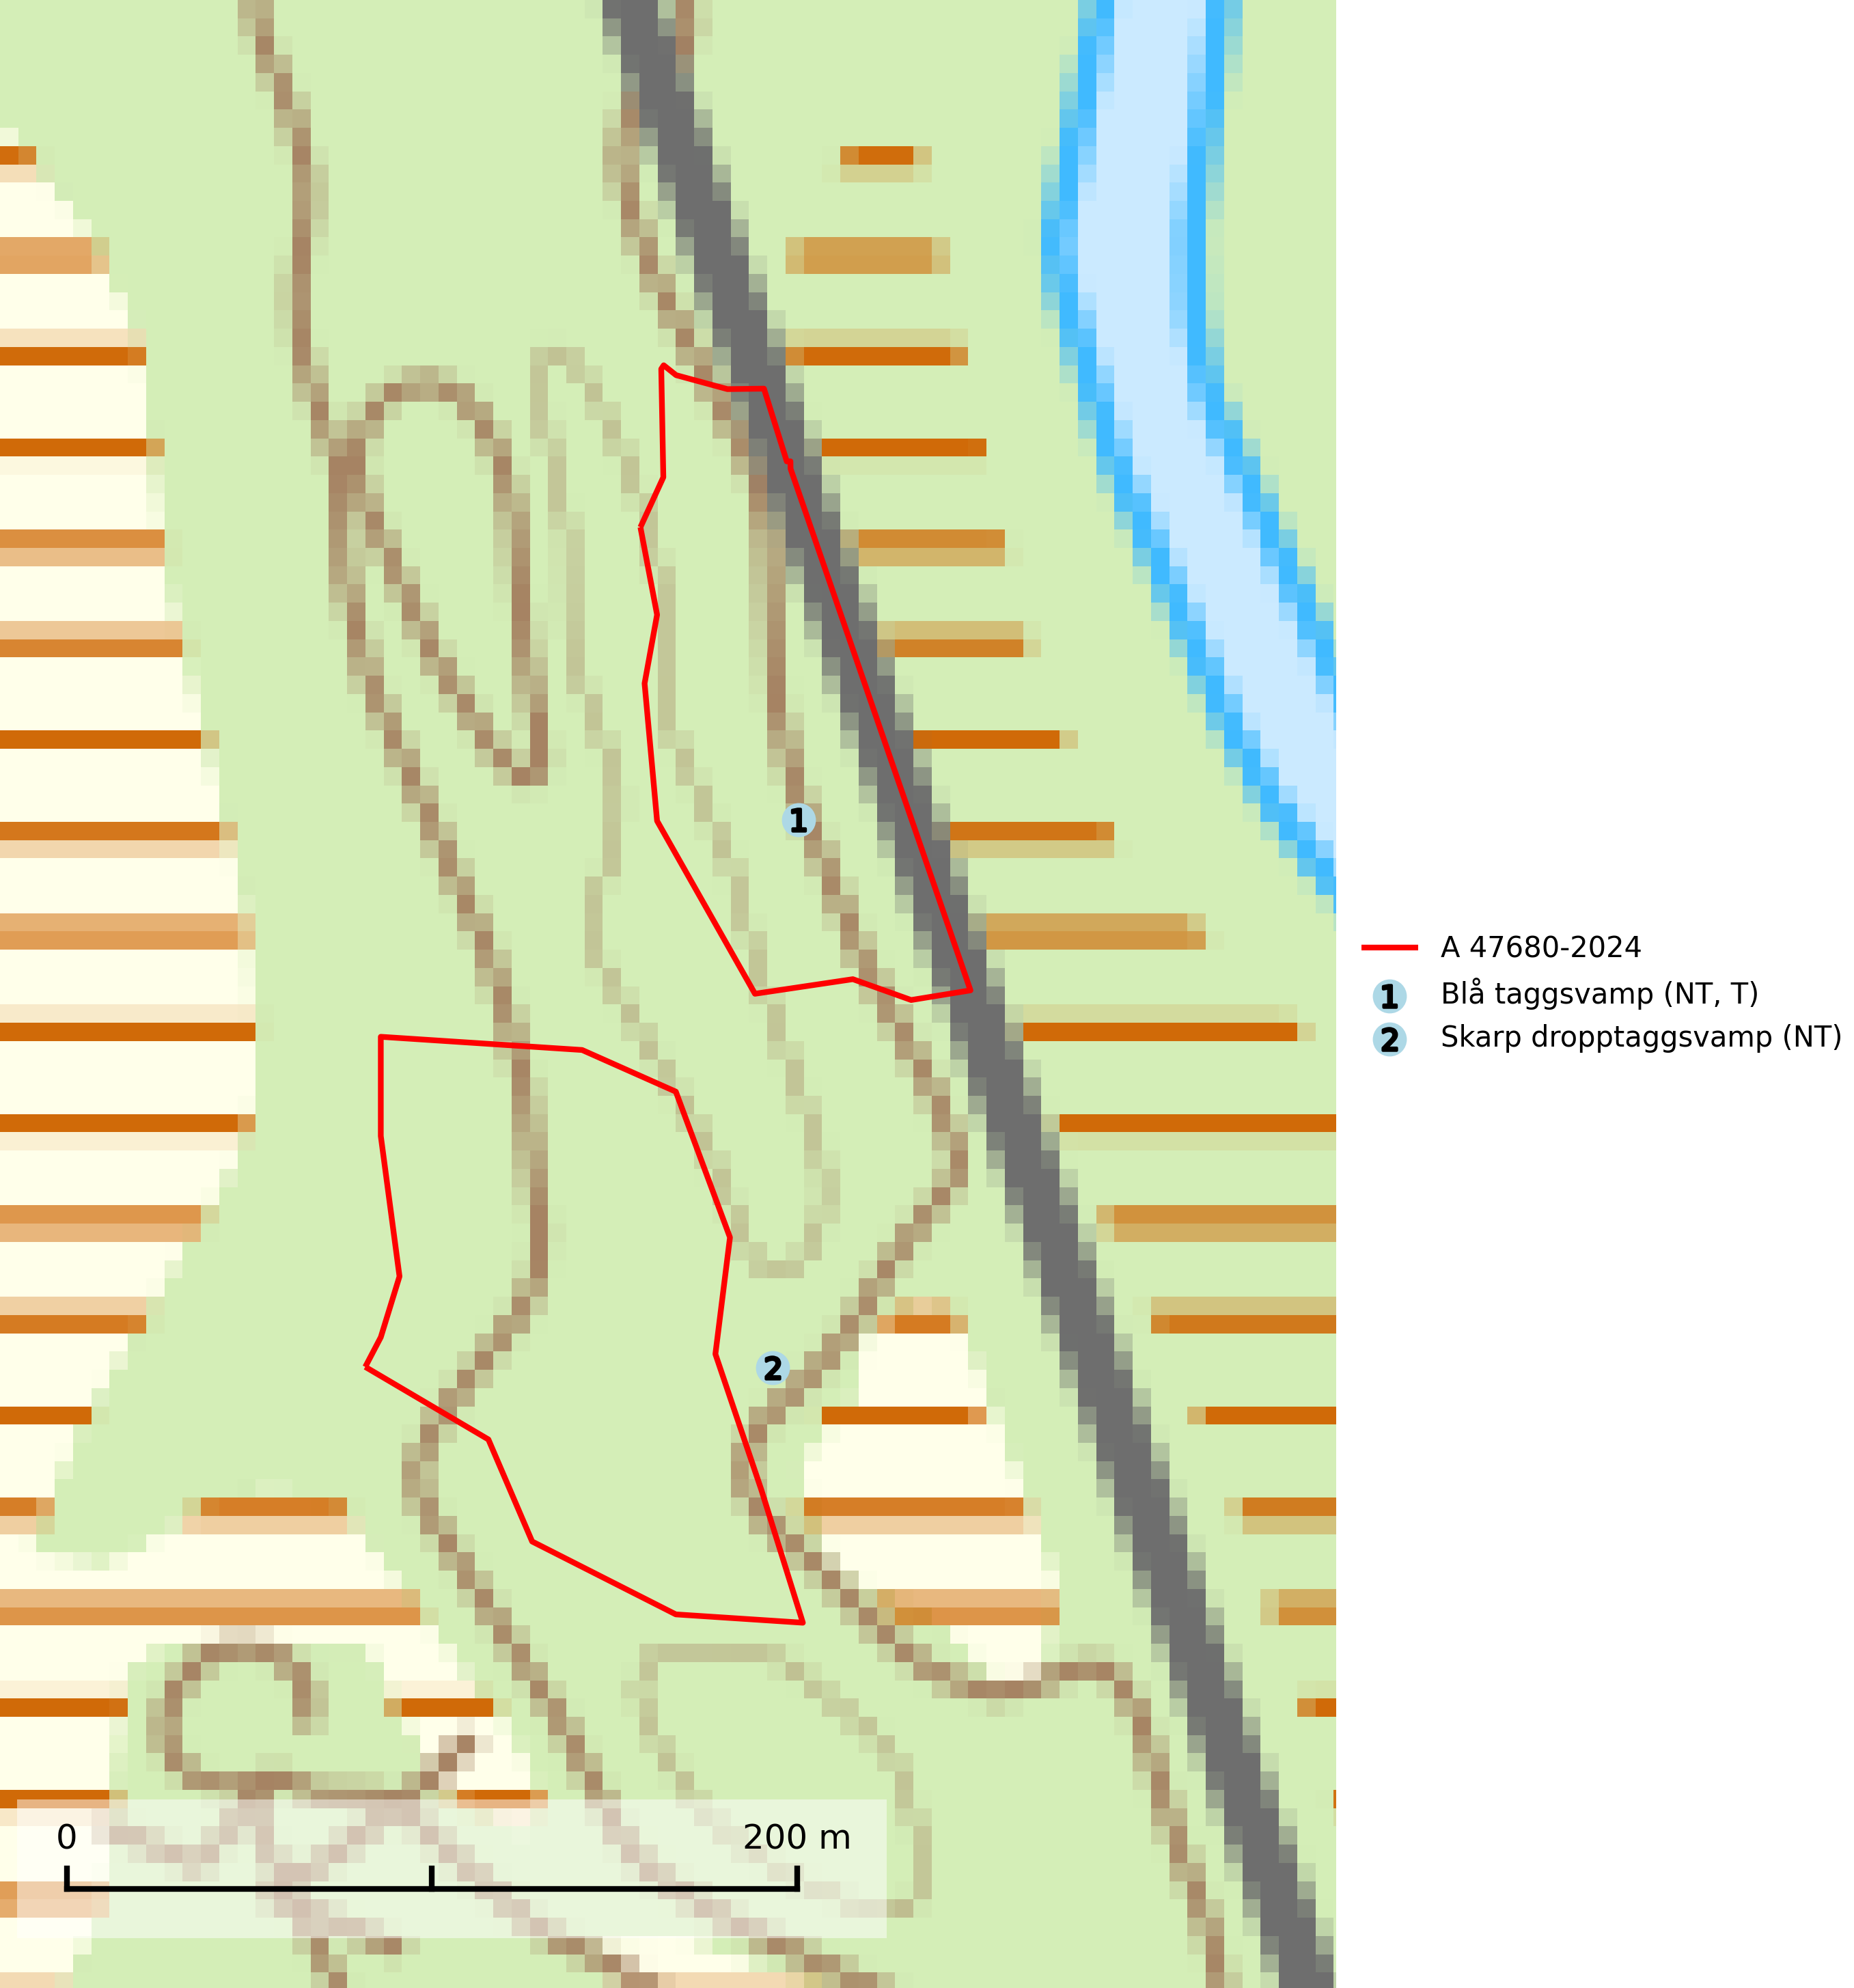 1
2
A 47680-2024
1 Blå taggsvamp (NT, T)
2 Skarp dropptaggsvamp (NT)
0 200 m